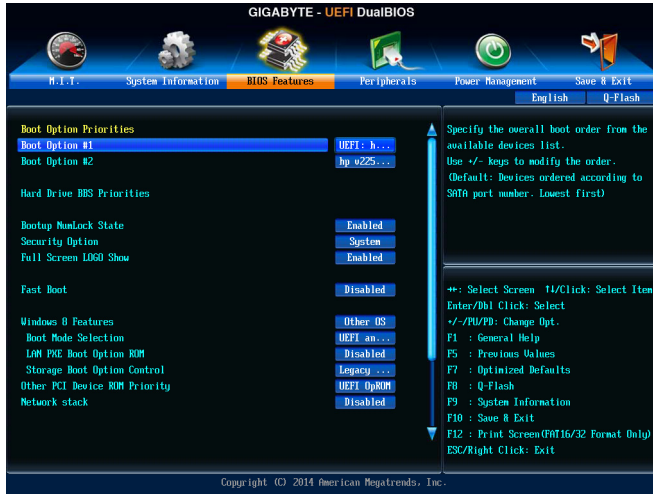 GIGABYTE - UEFI DualBIOS
M.I.T. System Information BIOS Features Peripherals Power Management Save & Exit
English Q-Flash
Boot Option Priorities
Boot Option #1 UEFI: h...
Boot Option #2 hp v225...
Hard Drive BBS Priorities
Bootup NumLock State Enabled
Security Option System
Full Screen LOGO Show Enabled
Fast Boot Disabled
Windows 8 Features Other OS
Boot Mode Selection UEFI an...
LAN PXE Boot Option ROM Disabled
Storage Boot Option Control Legacy ...
Other PCI Device ROM Priority UEFI OpROM
Network stack Disabled
Specify the overall boot order from the
available devices list.
Use +/- keys to modify the order.
(Default: Devices ordered according to
SATA port number. Lowest first)
→←: Select Screen ↑↓/Click: Select Item
Enter/Dbl Click: Select
+/-/PU/PD: Change Opt.
F1 : General Help
F5 : Previous Values
F7 : Optimized Defaults
F8 : Q-Flash
F9 : System Information
F10 : Save & Exit
F12 : Print Screen(FAT16/32 Format Only)
ESC/Right Click: Exit
Copyright (C) 2014 American Megatrends, Inc.